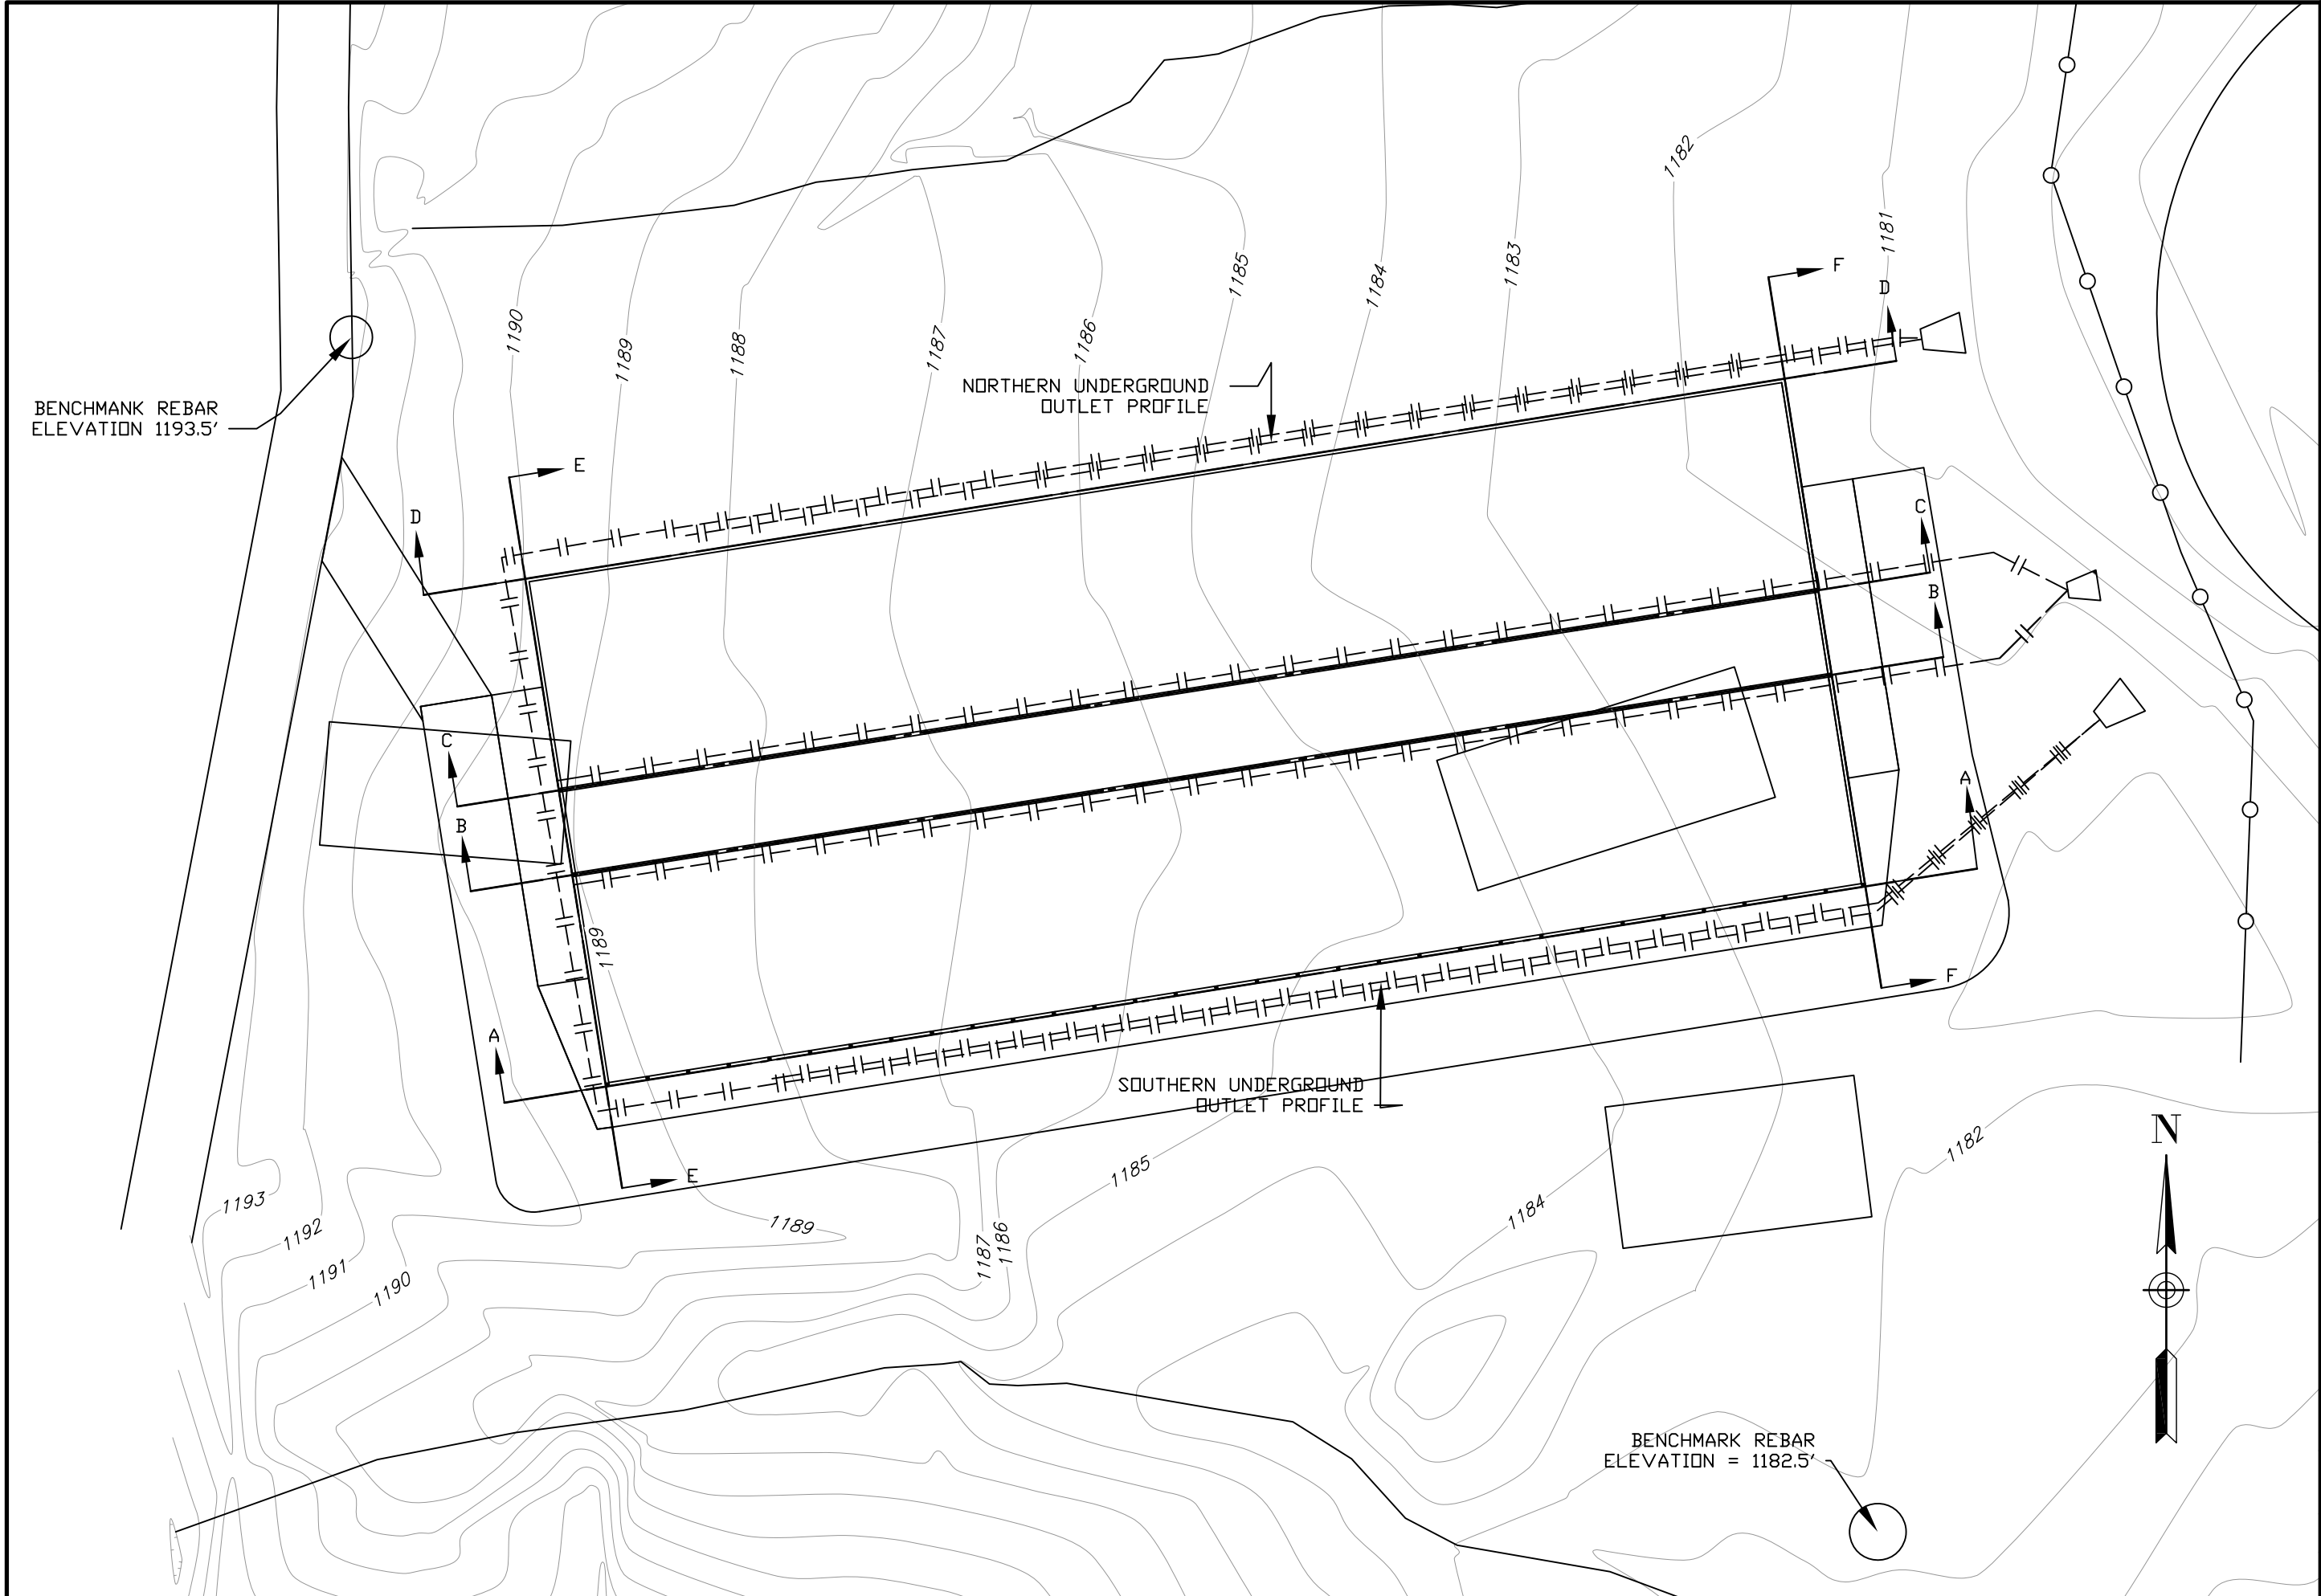 1182
1181
F
1183
1185
1184
D
1190
1189
1188
1187
1186
NORTHERN UNDERGROUND
OUTLET PROFILE
BENCHMANK REBAR
ELEVATION 1193.5'
E
D
C
B
C
B
A
1189
A
F
SOUTHERN UNDERGROUND
OUTLET PROFILE
N
1182
E
1185
1193
1192
1189
1184
1187
1186
1191
1190
BENCHMARK REBAR
ELEVATION = 1182.5'